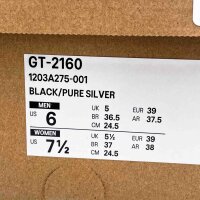 GT-2160
1203A275-001
BLACK/PURE SILVER
MEN
US 6
UK 5 EUR 39
BR 36.5 AR 37.5
CM 24.5
WOMEN
US 7½
UK 5½ EUR 39
BR 37 AR 38
CM 24.5